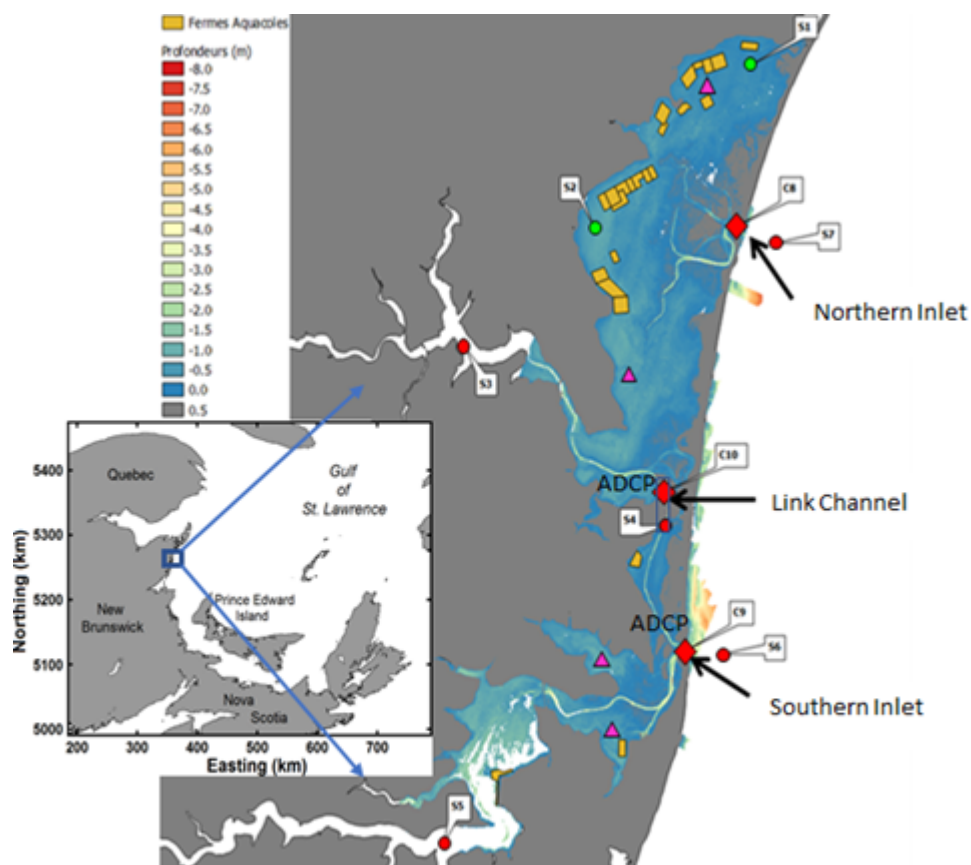 Fermes Aquacoles
Profondeurs (m)
-8.0
-7.5
-7.0
-6.5
-6.0
-5.5
-5.0
-4.5
-4.0
-3.5
-3.0
-2.5
-2.0
-1.5
-1.0
-0.5
0.0
0.5
S1
S2
C8
S7
Northern Inlet
S3
C10
ADCP
Link Channel
S4
ADCP
C9
S6
Southern Inlet
S5
Northing (km)
5400
5300
5200
5100
5000
Quebec
Gulf
of
St. Lawrence
New
Brunswick
Prince Edward
Island
Nova
Scotia
200
300
400
500
600
700
Easting (km)